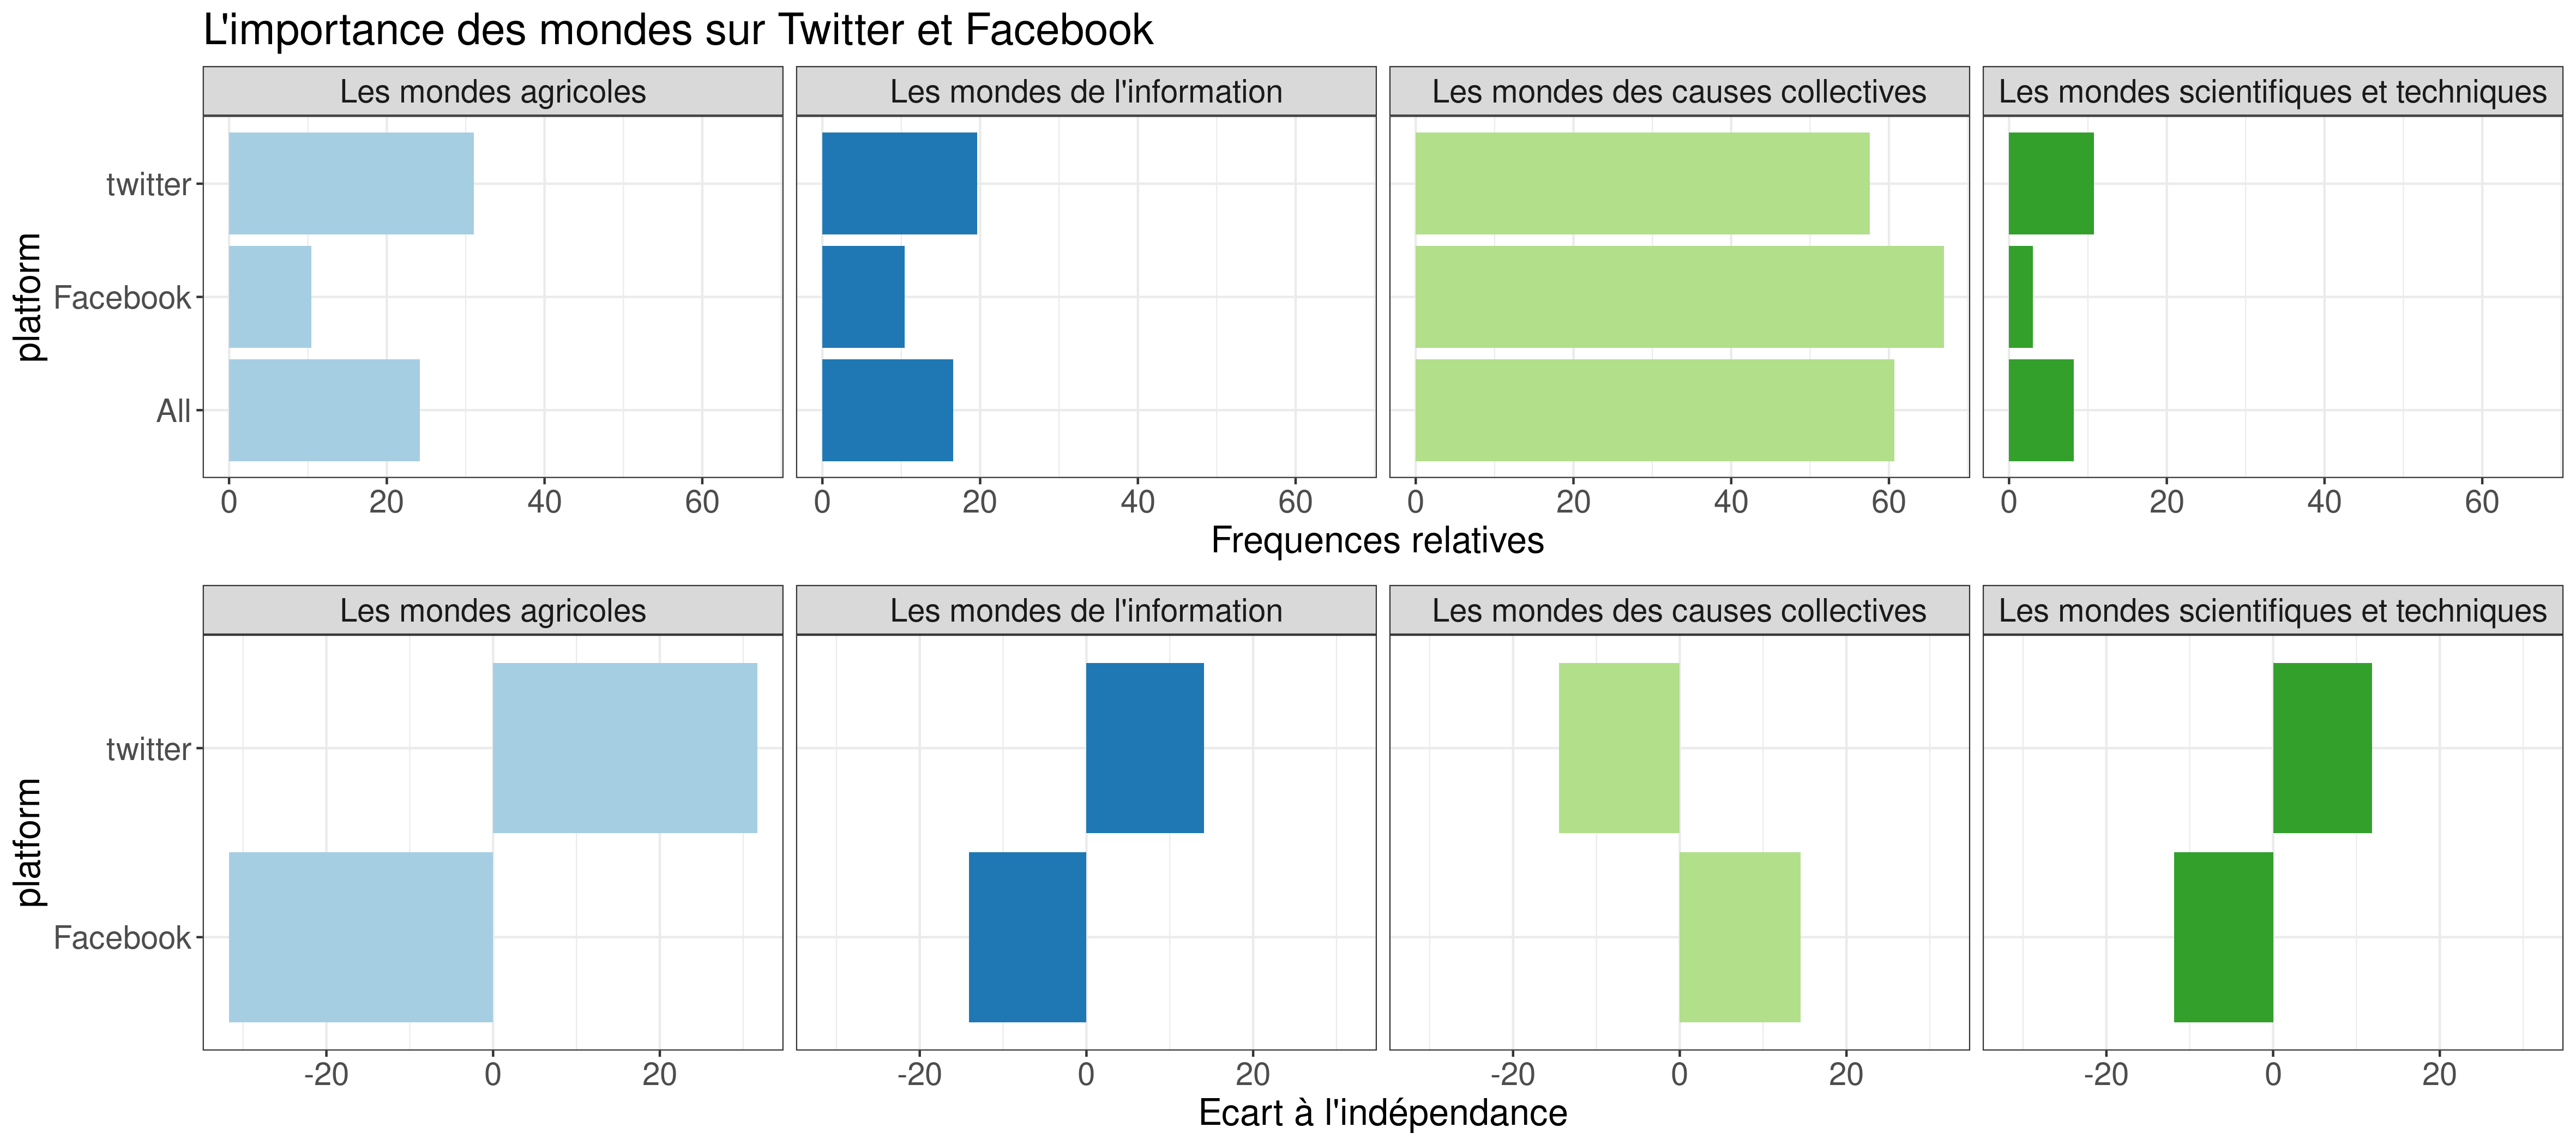 L'importance des mondes sur Twitter et Facebook
Les mondes agricoles
Les mondes de l'information
Les mondes des causes collectives
Les mondes scientifiques et techniques
platform
twitter
Facebook
All
0 20 40 60
0 20 40 60
0 20 40 60
0 20 40 60
Frequences relatives
Les mondes agricoles
Les mondes de l'information
Les mondes des causes collectives
Les mondes scientifiques et techniques
platform
twitter
Facebook
-20 0 20
-20 0 20
-20 0 20
-20 0 20
Ecart à l'indépendance